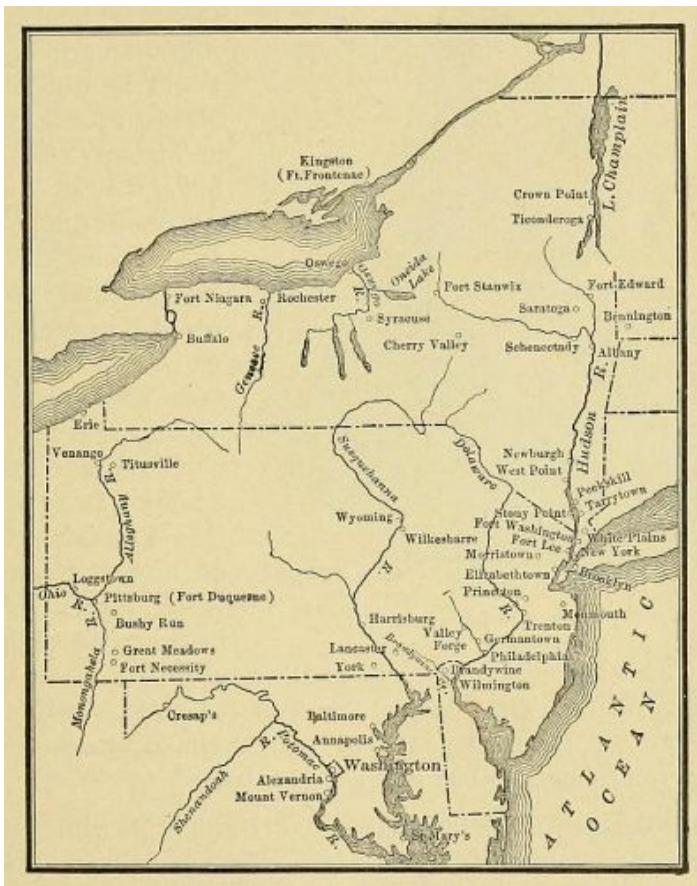 Kingston
(Ft. Frontenac)
L. Champlain
Crown Point
Ticonderoga
Oswego
Oswego R.
Oneida
Lake
Fort Stanwix
Fort Edward
Fort Niagara
Rochester
Saratoga
Bennington
Syracuse
Buffalo
Genesee R.
Cherry Valley
Schenectady
Albany
Hudson R.
Erie
Venango
Titusville
Alleghany R.
Susquehanna R.
Delaware R.
Newburgh
West Point
Peekskill
Tarrytown
Stony Point
Fort Washington
White Plains
Fort Lee
New York
Wyoming
Wilkesbarre
Morristown
Elizabethtown
Brooklyn
Loggstown
Ohio R.
Pittsburg (Fort Duquesne)
Bushy Run
Princeton
Monmouth
Trenton
Harrisburg
Valley
Forge
Germantown
Philadelphia
Great Meadows
Fort Necessity
Monongahela R.
Lancaster
York
Brandywine
Wilmington
Cresap's
Baltimore
Annapolis
R. Potomac R.
Washington
Alexandria
Mount Vernon
Shenandoah
St. Mary's
ATLANTIC
OCEAN